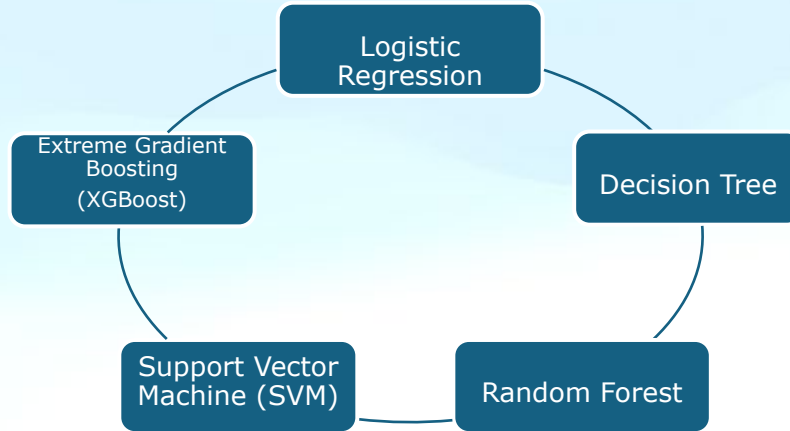 Logistic
Regression
Extreme Gradient
Boosting
(XGBoost)
Decision Tree
Support Vector
Machine (SVM)
Random Forest